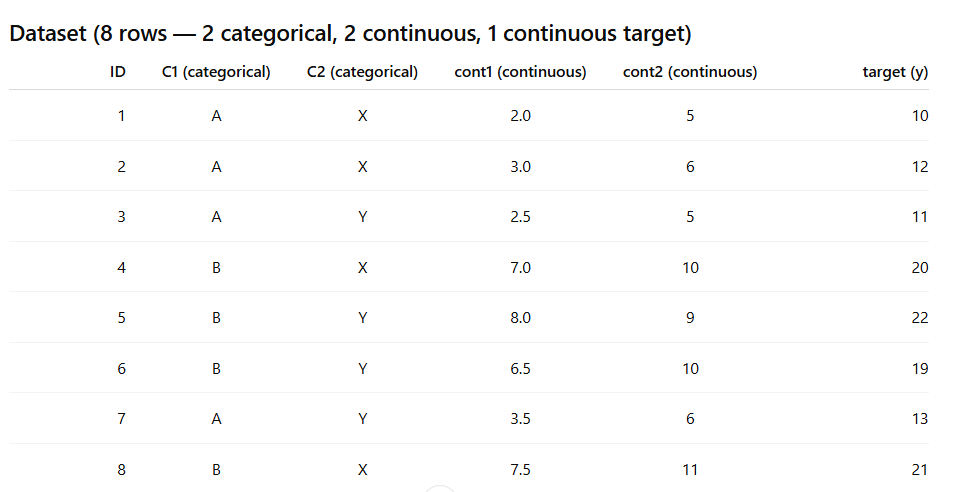 Dataset (8 rows — 2 categorical, 2 continuous, 1 continuous target)
ID C1 (categorical) C2 (categorical) cont1 (continuous) cont2 (continuous) target (y)
1 A X 2.0 5 10
2 A X 3.0 6 12
3 A Y 2.5 5 11
4 B X 7.0 10 20
5 B Y 8.0 9 22
6 B Y 6.5 10 19
7 A Y 3.5 6 13
8 B X 7.5 11 21